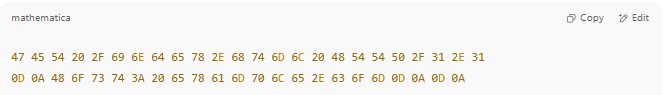 mathematica
Copy
Edit
47 45 54 20 2F 69 6E 64 65 78 2E 68 74 6D 6C 20 48 54 54 50 2F 31 2E 31
0D 0A 48 6F 73 74 3A 20 65 78 61 6D 70 6C 65 2E 63 6F 6D 0D 0A 0D 0A